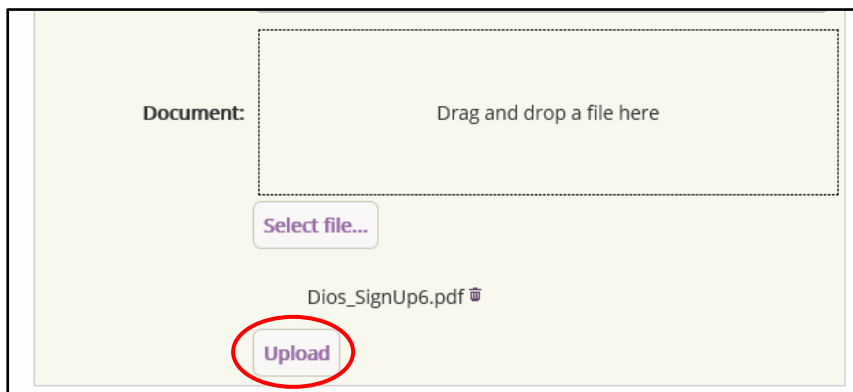 Document:
Drag and drop a file here
Select file...
Dios_SignUp6.pdf
Upload